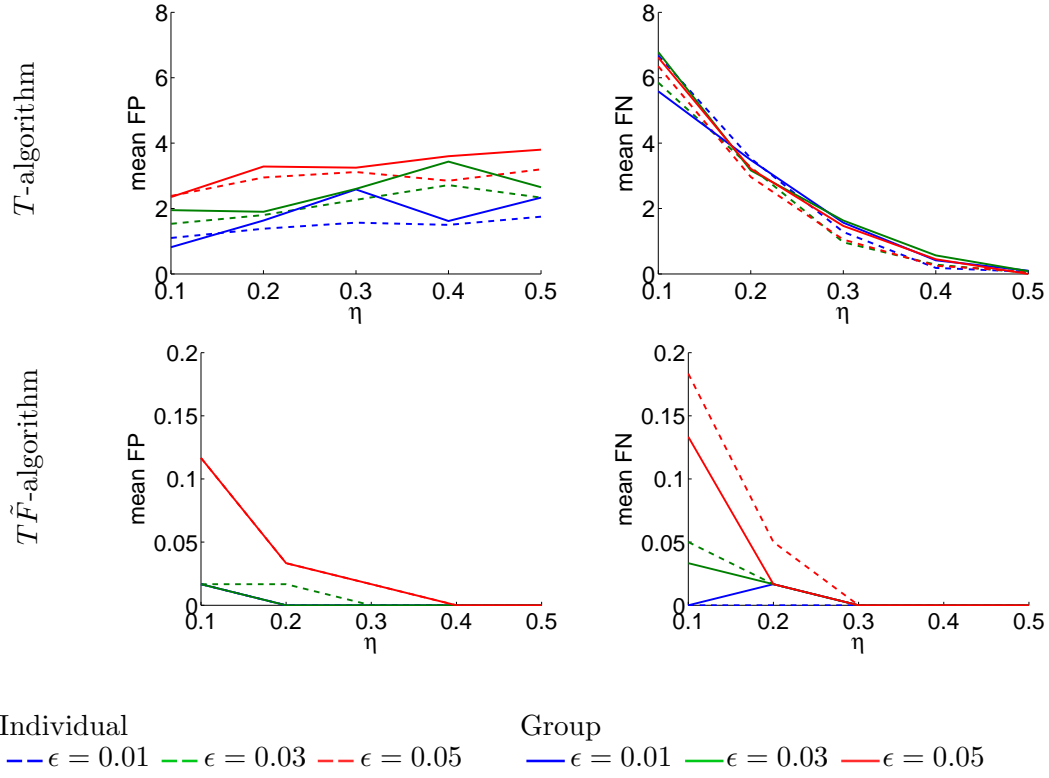 T-algorithm
mean FP
8
6
4
2
0
0.1 0.2 0.3 0.4 0.5
η
mean FN
8
6
4
2
0
0.1 0.2 0.3 0.4 0.5
η
TF̃-algorithm
mean FP
0.2
0.15
0.1
0.05
0
0.1 0.2 0.3 0.4 0.5
η
mean FN
0.2
0.15
0.1
0.05
0
0.1 0.2 0.3 0.4 0.5
η
Individual
ϵ = 0.01 ϵ = 0.03 ϵ = 0.05
Group
ϵ = 0.01 ϵ = 0.03 ϵ = 0.05